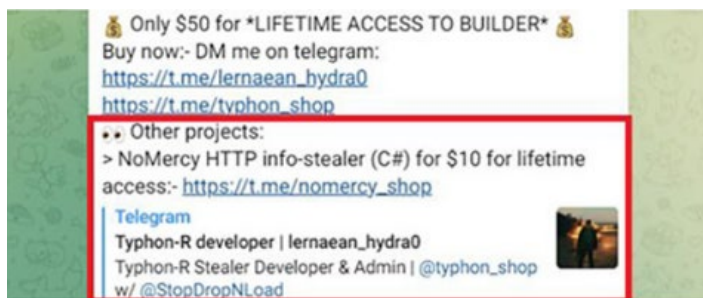 💰 Only $50 for *LIFETIME ACCESS TO BUILDER* 💰
Buy now:- DM me on telegram:
https://t.me/lernaean_hydra0
https://t.me/typhon_shop
👀 Other projects:
> NoMercy HTTP info-stealer (C#) for $10 for lifetime
access:- https://t.me/nomercy_shop
Telegram
Typhon-R developer | lernaean_hydra0
Typhon-R Stealer Developer & Admin | @typhon_shop
w/ @StopDropNLoad